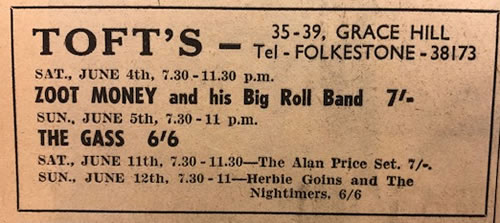 TOFT'S – 35-39, GRACE HILL
Tel - FOLKESTONE - 38173
SAT., JUNE 4th, 7.30 - 11.30 p.m.
ZOOT MONEY and his Big Roll Band 7/-
SUN., JUNE 5th, 7.30 - 11 p.m.
THE GASS 6/6
SAT., JUNE 11th, 7.30 - 11.30—The Alan Price Set. 7/-.
SUN., JUNE 12th, 7.30 - 11—Herbie Goins and The
Nightimers, 6/6